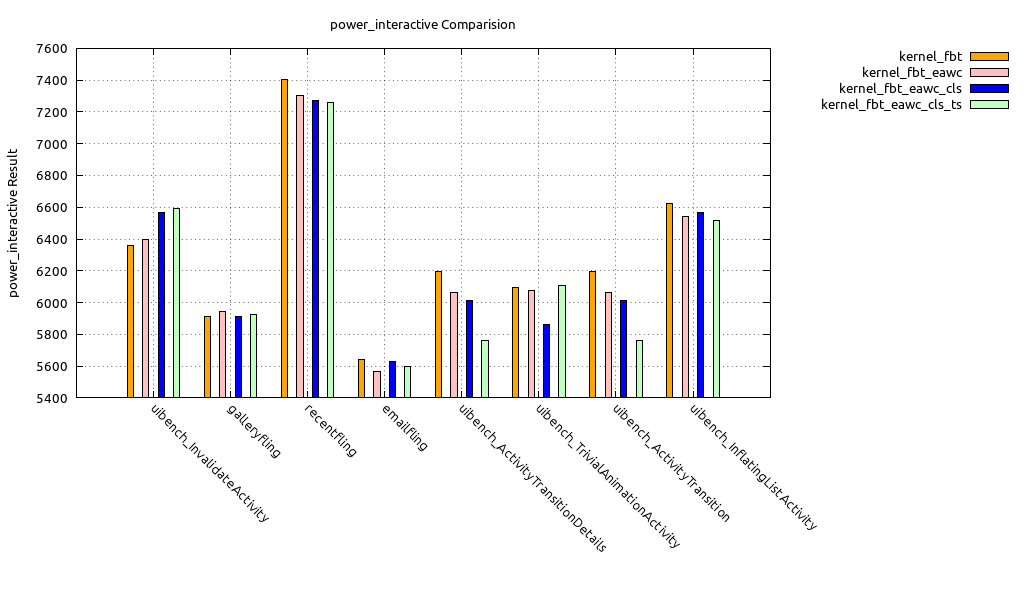 power_interactive Comparision
kernel_fbt
kernel_fbt_eawc
kernel_fbt_eawc_cls
kernel_fbt_eawc_cls_ts
power_interactive Result
7600
7400
7200
7000
6800
6600
6400
6200
6000
5800
5600
5400
uibench_InvalidateActivity
galleryfling
recentfling
emailfling
uibench_ActivityTransitionDetails
uibench_TrivialAnimationActivity
uibench_ActivityTransition
uibench_InflatingListActivity